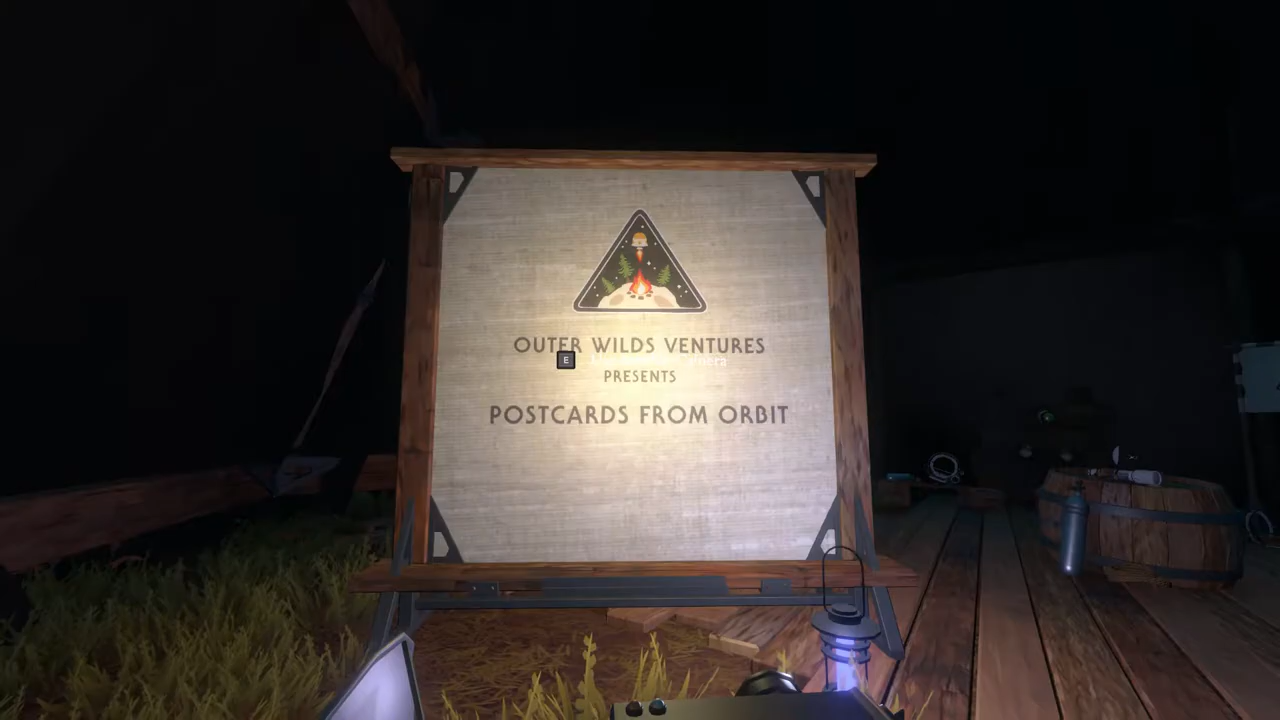 OUTER WILDS VENTURES
E
PRESENTS
POSTCARDS FROM ORBIT